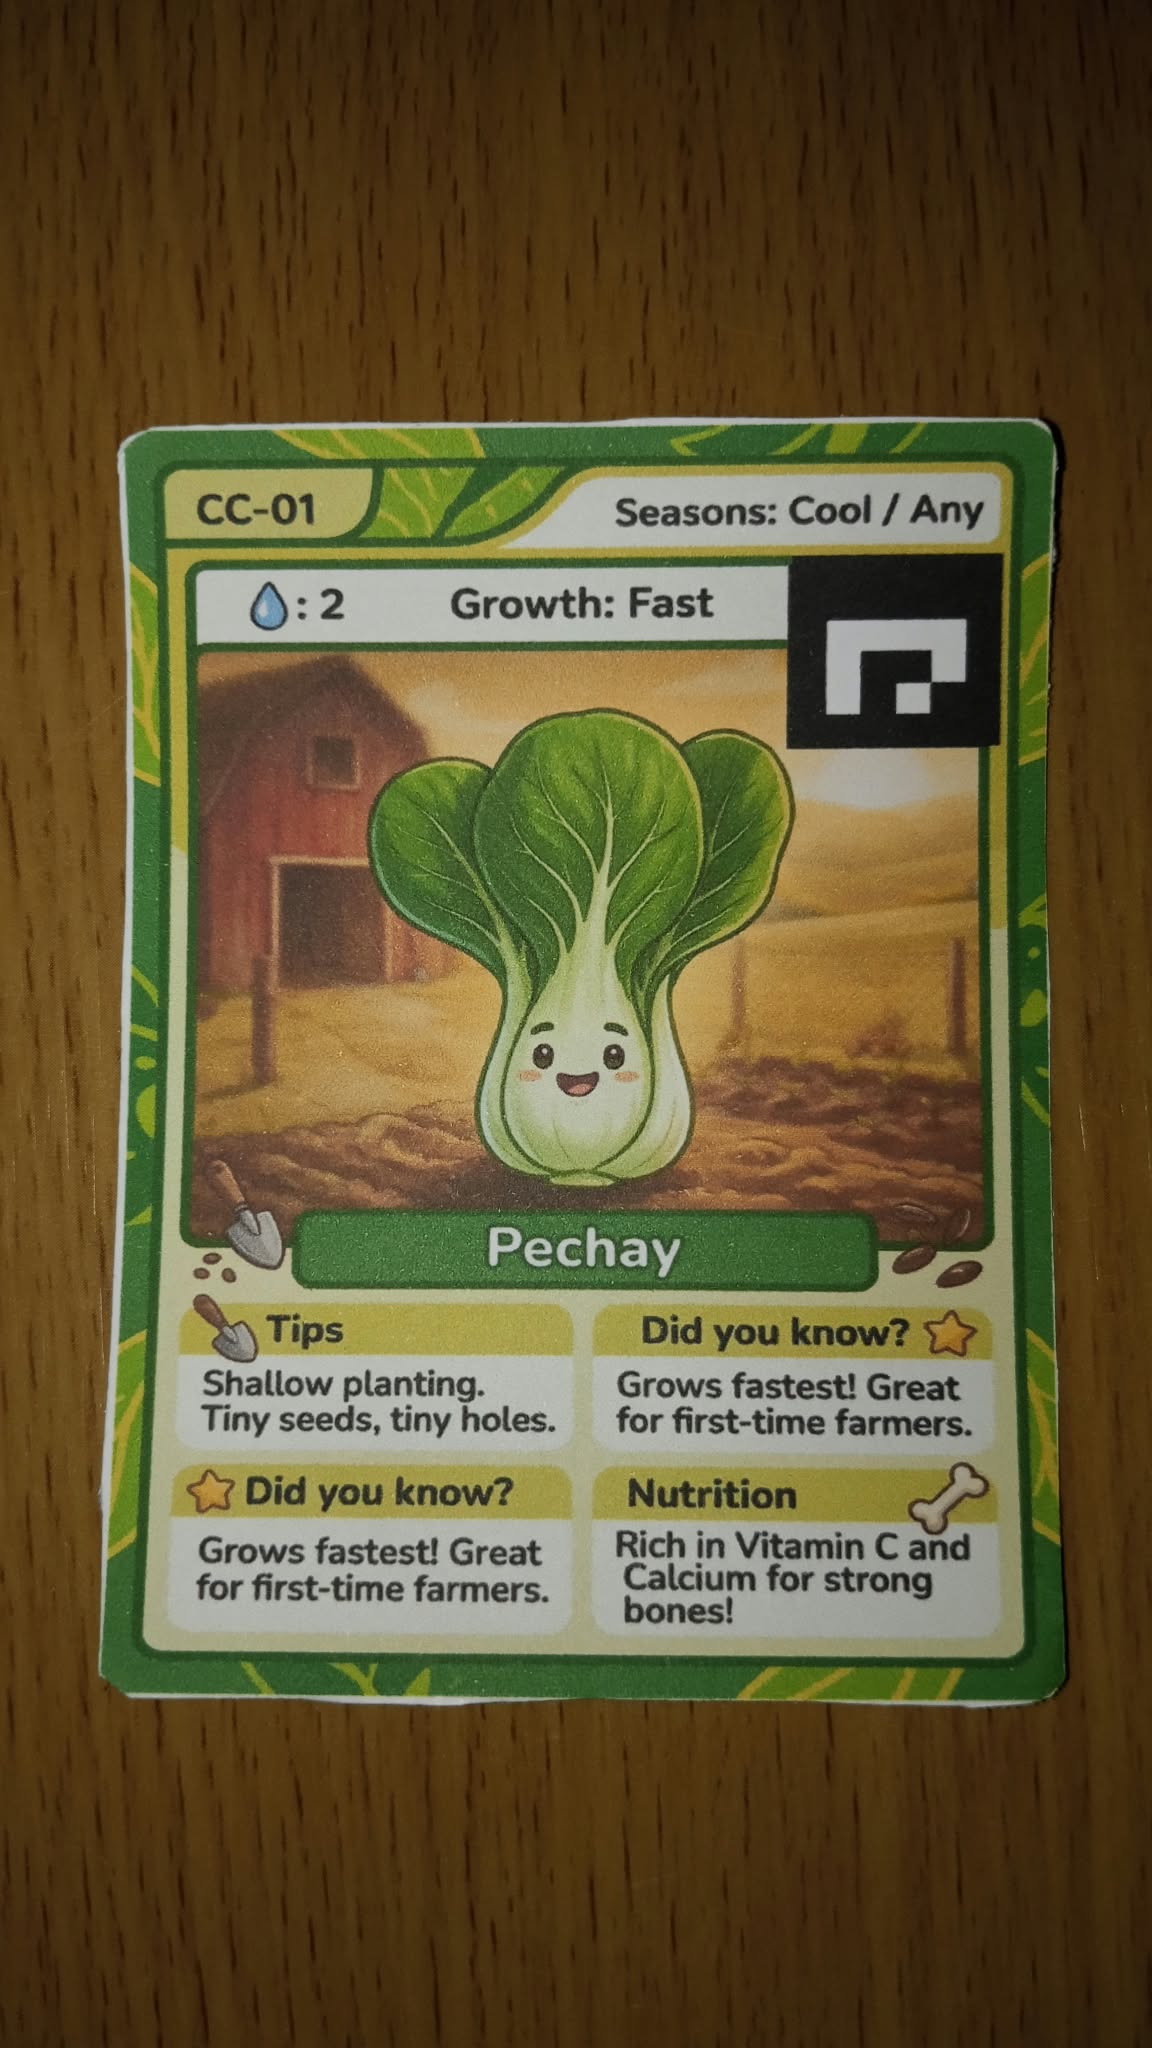 CC-01
Seasons: Cool / Any
: 2
Growth: Fast
Pechay
Tips
Shallow planting.
Tiny seeds, tiny holes.
Did you know?
Grows fastest! Great
for first-time farmers.
Did you know?
Grows fastest! Great
for first-time farmers.
Nutrition
Rich in Vitamin C and
Calcium for strong
bones!